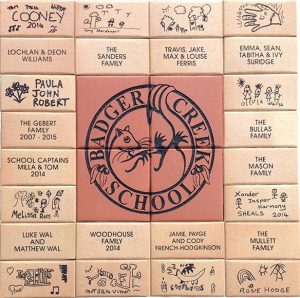 COONEY
2014
LOCHLAN & DEON
WILLIAMS
THE
SANDERS
FAMILY
TRAVIS, JAKE,
MAX & LOUISE
FERRIS
EMMA, SEAN,
TABITHA & IVY
SURIDGE
PAULA
JOHN
ROBERT
THE GEBERT
FAMILY
2007 - 2015
BADGER CREEK
SCHOOL
THE
BULLAS
FAMILY
SCHOOL CAPTAINS
MILLA & TOM
2014
THE
MASON
FAMILY
Melissa Ross
Xander
Jasper
Harmony
SHEALS 2014
LUKE WAL
AND
MATTHEW WAL
WOODHOUSE
FAMILY
2014
JAMIE, PAYGE
AND CODY
FRENCH-HODGKINSON
THE
MULLETT
FAMILY
ROSIE HODGE